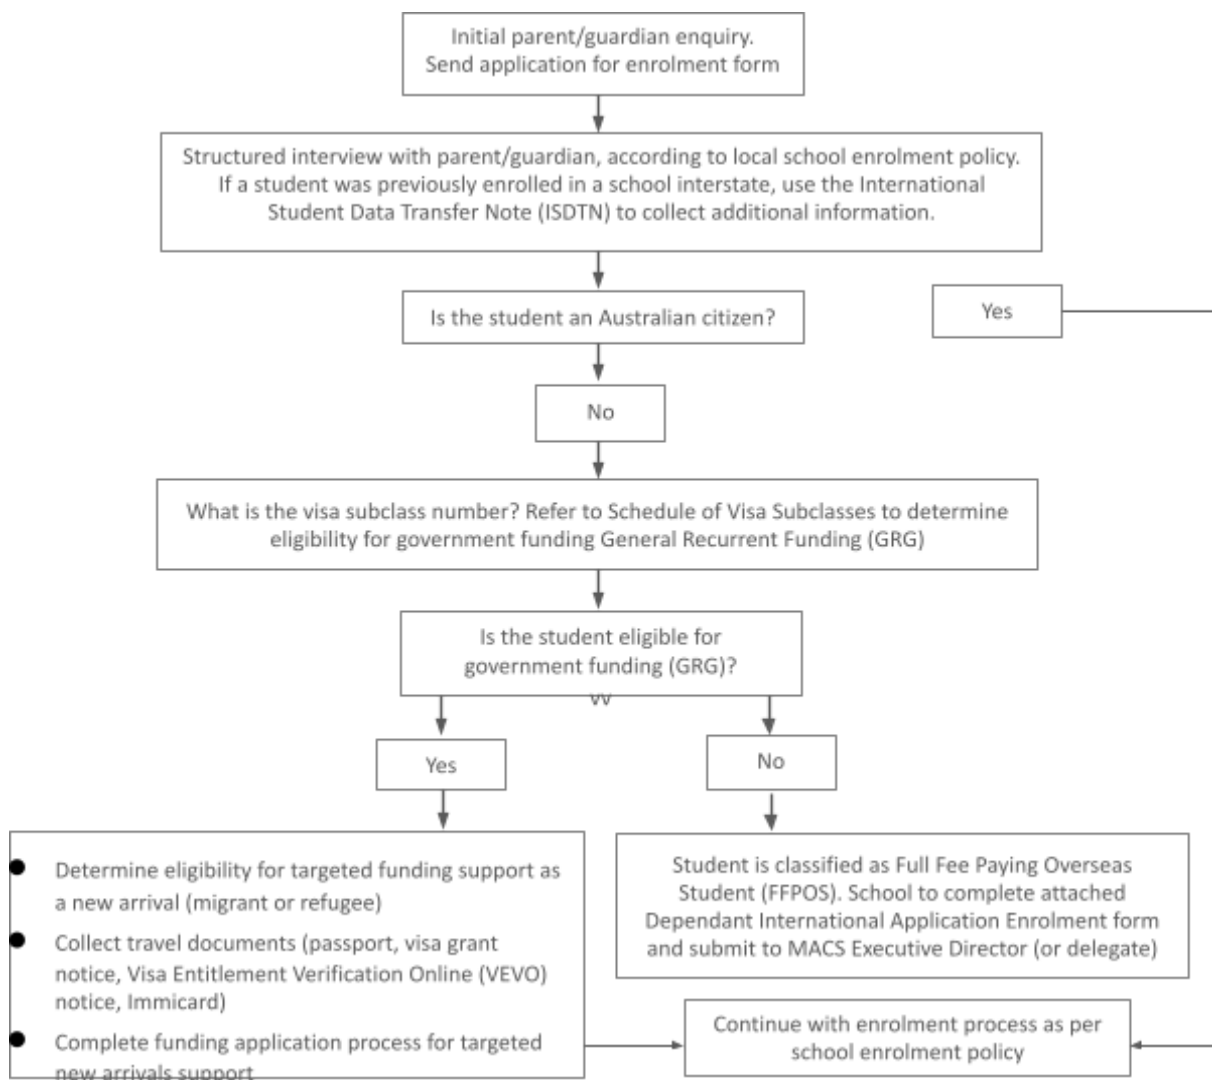 Initial parent/guardian enquiry.
Send application for enrolment form
Structured interview with parent/guardian, according to local school enrolment policy.
If a student was previously enrolled in a school interstate, use the International
Student Data Transfer Note (ISDTN) to collect additional information.
Is the student an Australian citizen?
Yes
No
What is the visa subclass number? Refer to Schedule of Visa Subclasses to determine
eligibility for government funding General Recurrent Funding (GRG)
Is the student eligible for
government funding (GRG)?
Yes
No
Determine eligibility for targeted funding support as
a new arrival (migrant or refugee)
Collect travel documents (passport, visa grant
notice, Visa Entitlement Verification Online (VEVO)
notice, Immicard)
Complete funding application process for targeted
new arrivals support
Student is classified as Full Fee Paying Overseas
Student (FFPOS). School to complete attached
Dependant International Application Enrolment form
and submit to MACS Executive Director (or delegate)
Continue with enrolment process as per
school enrolment policy